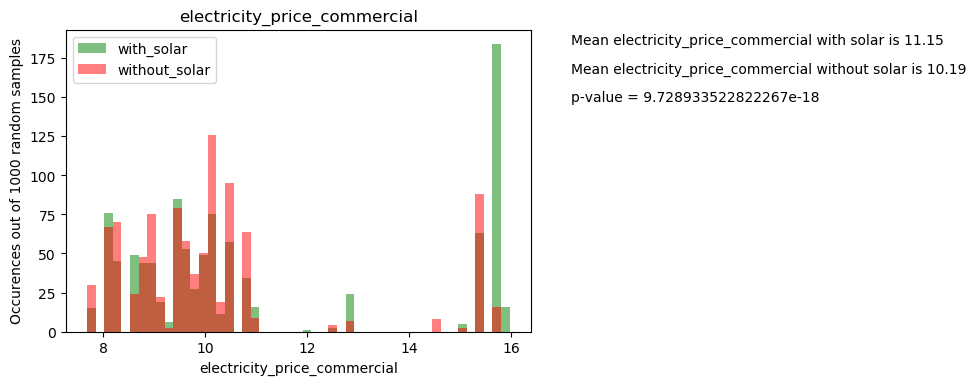 electricity_price_commercial
Occurences out of 1000 random samples
175
150
125
100
75
50
25
0
with_solar
without_solar
8
10
12
14
16
electricity_price_commercial
Mean electricity_price_commercial with solar is 11.15
Mean electricity_price_commercial without solar is 10.19
p-value = 9.728933522822267e-18